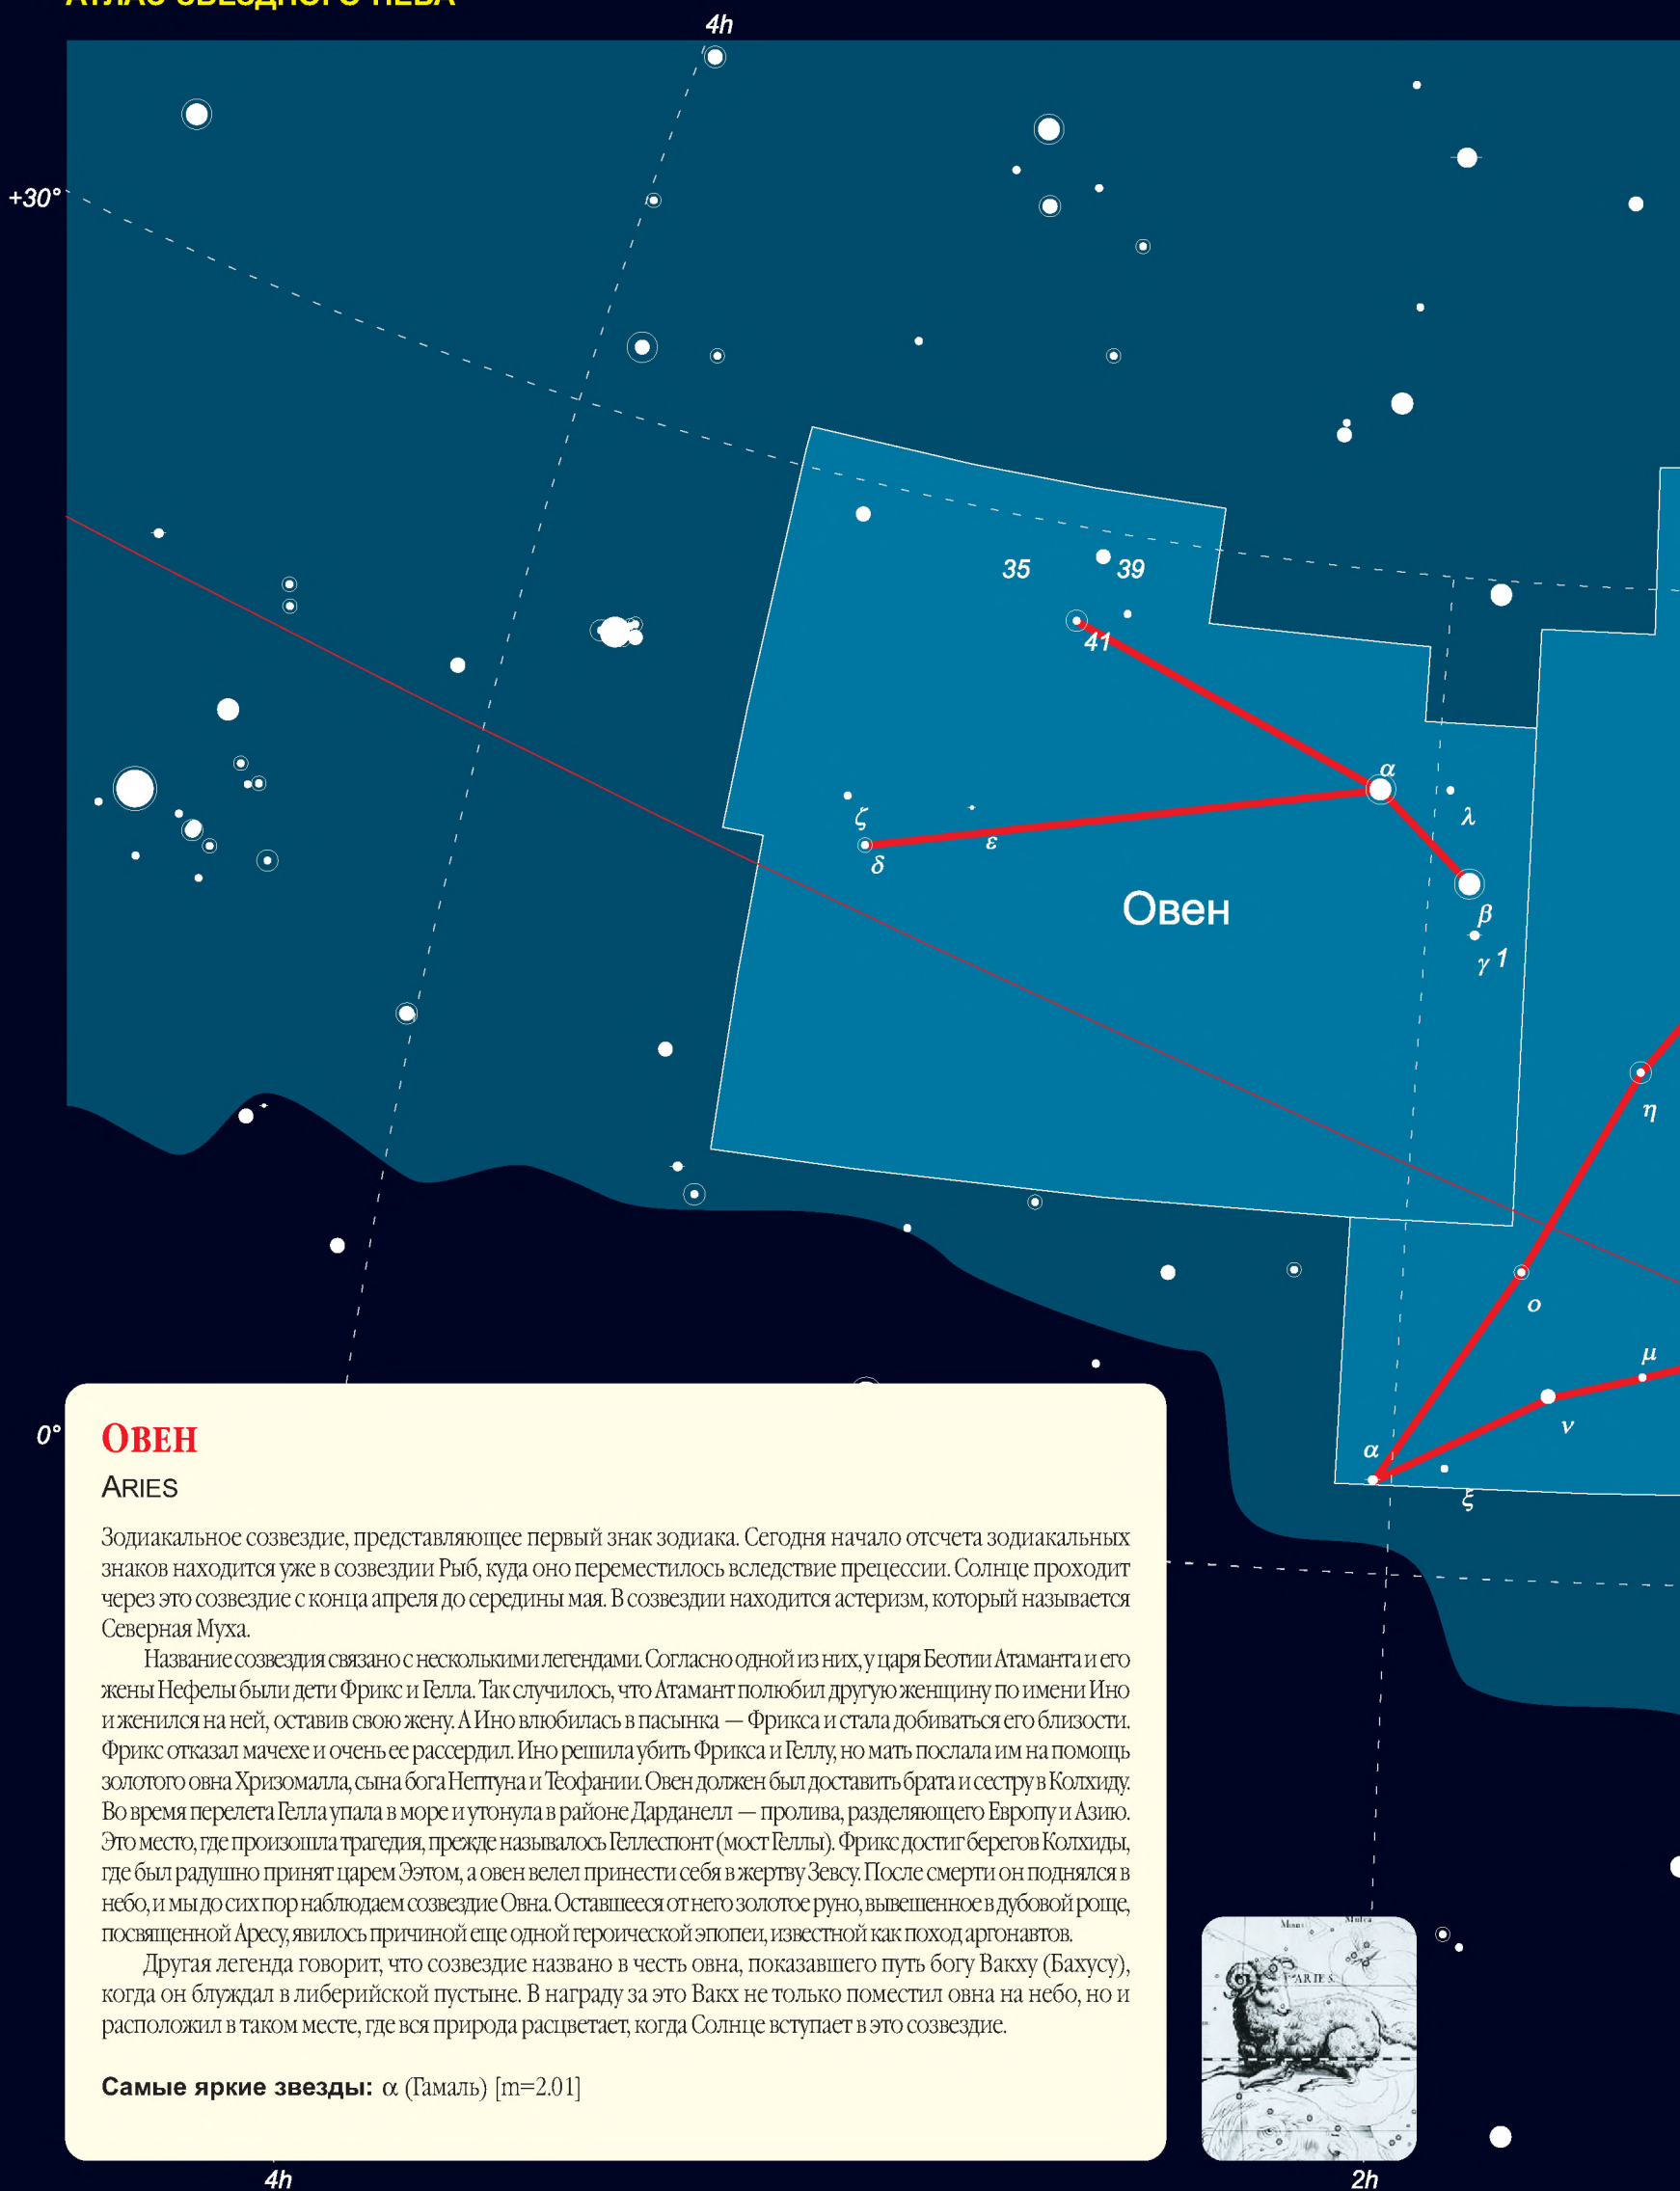 АТЛАС ЗВЕЗДНОГО НЕБА
4h
+30°
35
39
41
α
λ
ζ
ε
δ
Овен
β
γ 1
η
ο
μ
ν
α
ξ
0°
ОВЕН
ARIES
Зодиакальное созвездие, представляющее первый знак зодиака. Сегодня начало отсчета зодиакальных
знаков находится уже в созвездии Рыб, куда оно переместилось вследствие прецессии. Солнце проходит
через это созвездие с конца апреля до середины мая. В созвездии находится астеризм, который называется
Северная Муха.
Название созвездия связано с несколькими легендами. Согласно одной из них, у царя Беотии Атаманта и его
жены Нефелы были дети Фрикс и Гелла. Так случилось, что Атамант полюбил другую женщину по имени Ино
и женился на ней, оставив свою жену. А Ино влюбилась в пасынка — Фрикса и стала добиваться его близости.
Фрикс отказал мачехе и очень ее рассердил. Ино решила убить Фрикса и Геллу, но мать послала им на помощь
золотого овна Хризомалла, сына бога Нептуна и Теофании. Овен должен был доставить брата и сестру в Колхиду.
Во время перелета Гелла упала в море и утонула в районе Дарданелл — пролива, разделяющего Европу и Азию.
Это место, где произошла трагедия, прежде называлось Геллеспонт (мост Геллы). Фрикс достиг берегов Колхиды,
где был радушно принят царем Ээтом, а овен велел принести себя в жертву Зевсу. После смерти он поднялся в
небо, и мы до сих пор наблюдаем созвездие Овна. Оставшееся от него золотое руно, вывешенное в дубовой роще,
посвященной Аресу, явилось причиной еще одной героической эпопеи, известной как поход аргонавтов.
Другая легенда говорит, что созвездие названо в честь овна, показавшего путь богу Вакху (Бахусу),
когда он блуждал в либерийской пустыне. В награду за это Вакх не только поместил овна на небо, но и
расположил в таком месте, где вся природа расцветает, когда Солнце вступает в это созвездие.
Самые яркие звезды: α (Гамаль) [m=2.01]
ARIES.
4h
2h